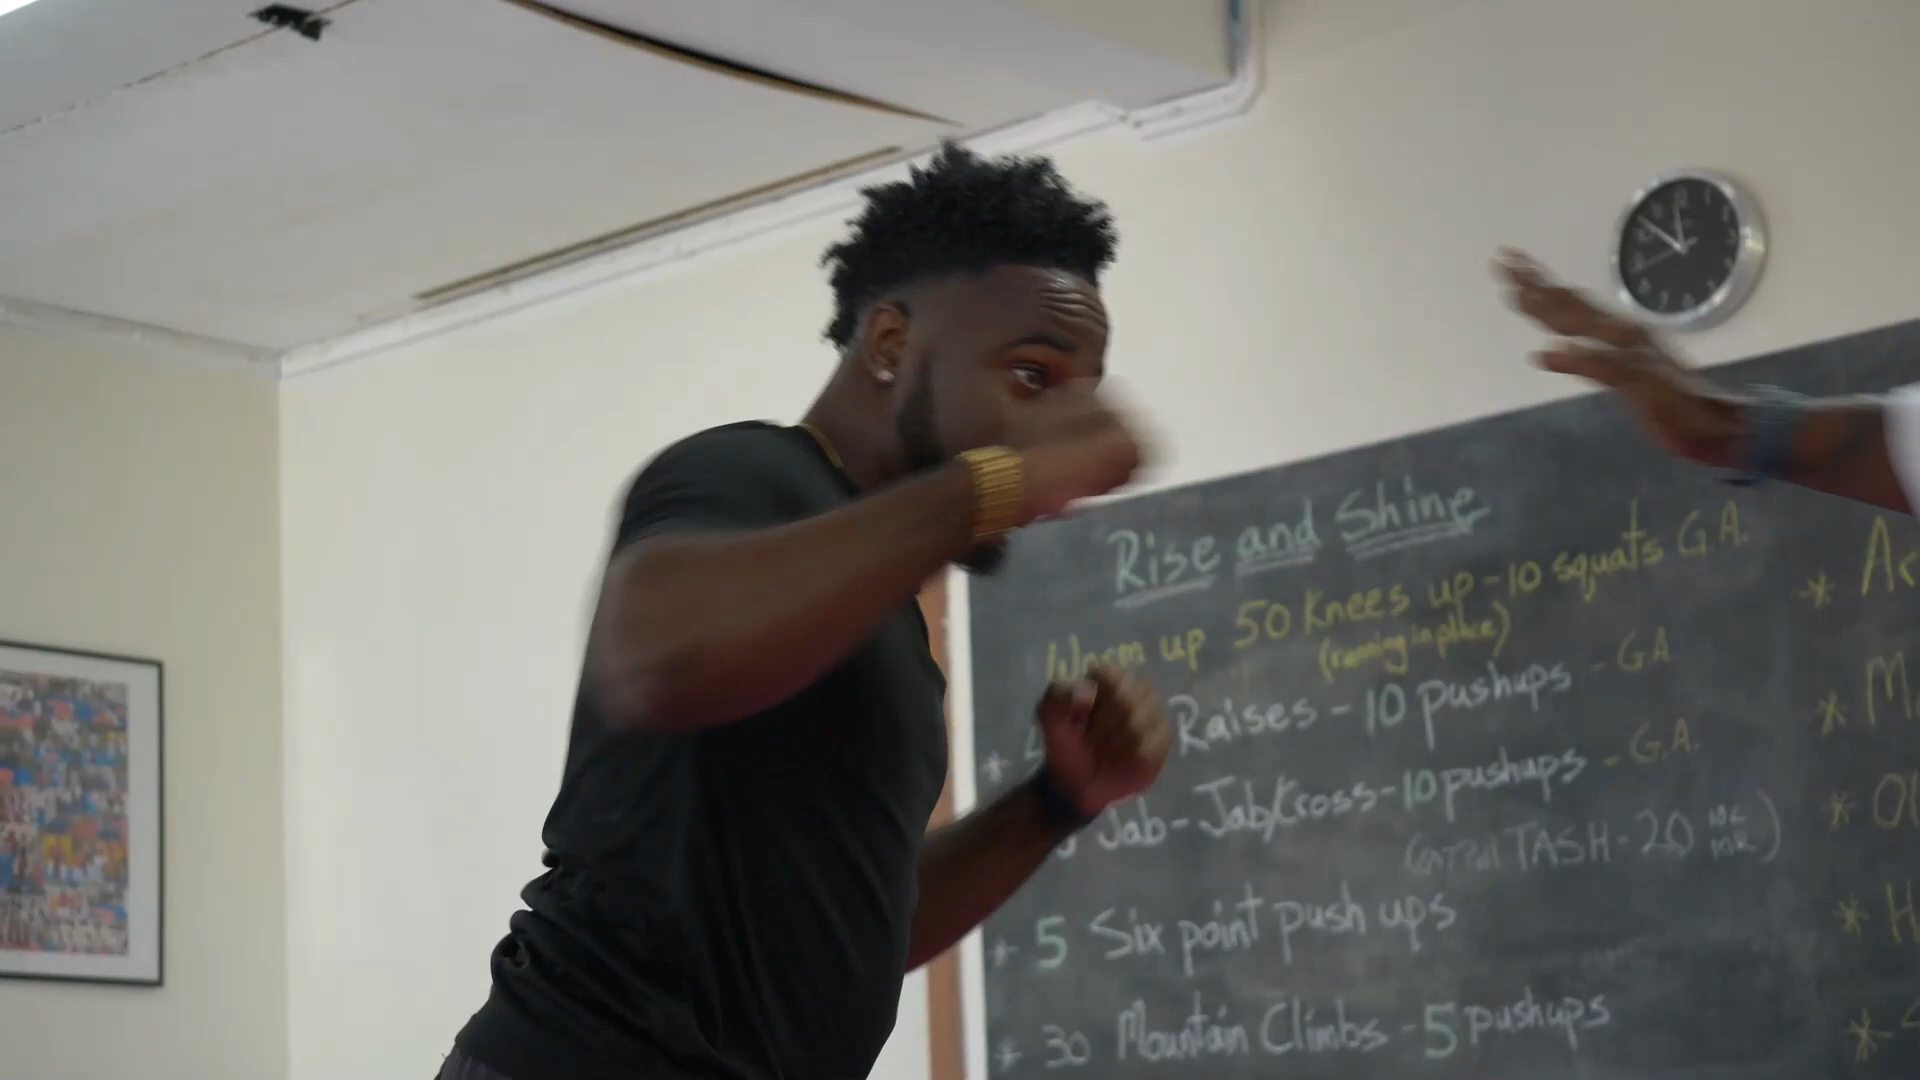 Rise and Shine
Warm up 50 Knees up - 10 squats G.A.
(running in place)
* Raises - 10 pushups - GA
Jab - Jab/Cross - 10 pushups - G.A.
TASH - 20
* 5 Six point push ups
* 30 Mountain Climbs - 5 pushups